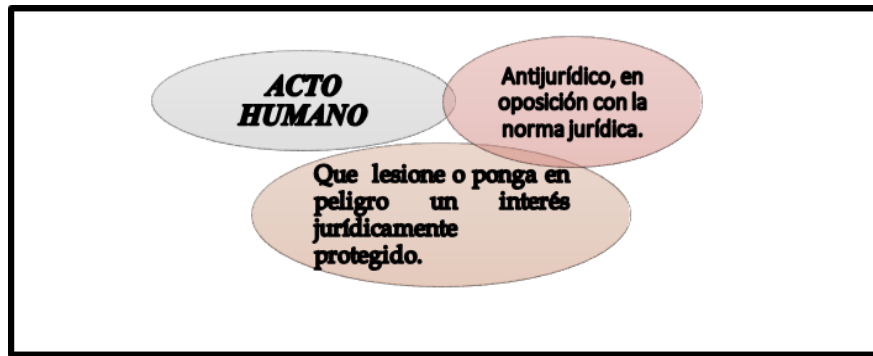 ACTO
HUMANO
Antijurídico, en
oposición con la
norma jurídica.
Que lesione o ponga en
peligro un interés
jurídicamente
protegido.